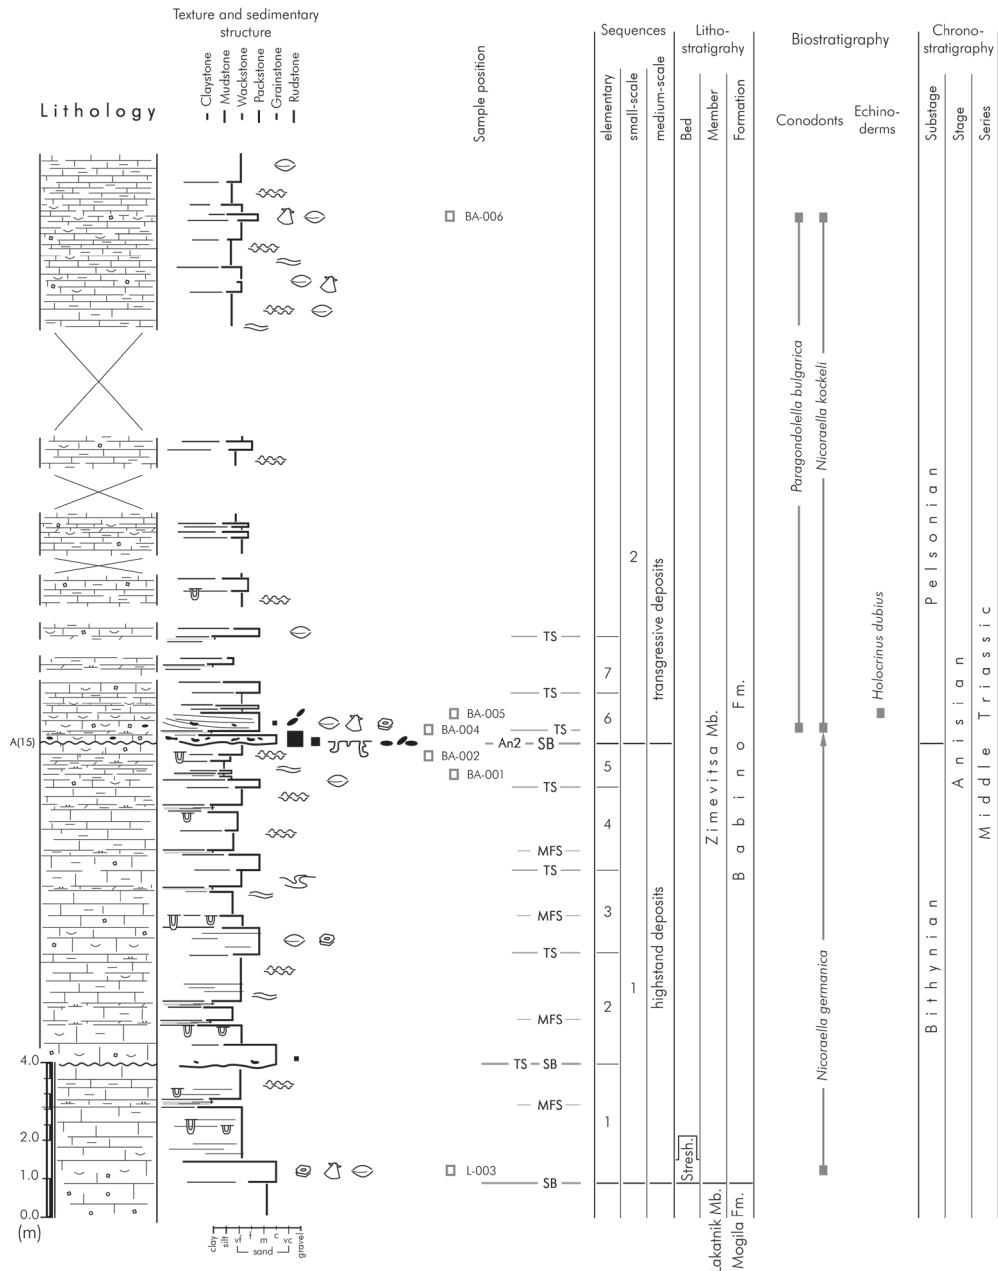 Texture and sedimentary
structure
Lithology
Claystone
Mudstone
Wackstone
Packstone
Grainstone
Rudstone
Sample position
Sequences
elementary
small-scale
medium-scale
Litho-
stratigrahy
Bed
Member
Formation
Biostratigraphy
Conodonts
Echino-
derms
Chrono-
stratigraphy
Substage
Stage
Series
BA-006
Paragondolella bulgarica
Nicoraella kockeli
Pelsonian
2
transgressive deposits
Holocrinus dubius
TS
7
TS
BA-005
6
BA-004
TS
A(15)
An2
SB
BA-002
5
BA-001
TS
Zimevitsa Mb.
Babino Fm.
Anisian
Middle Triassic
4
MFS
TS
3
MFS
TS
highstand deposits
1
2
MFS
Bithynian
Nicoraella germanica
4.0
TS
SB
MFS
1
2.0
Stresh.
1.0
L-003
SB
0.0
(m)
Lakatnik Mb.
Mogila Fm.
clay
silt
vf
f
m
c
vc
gravel
sand